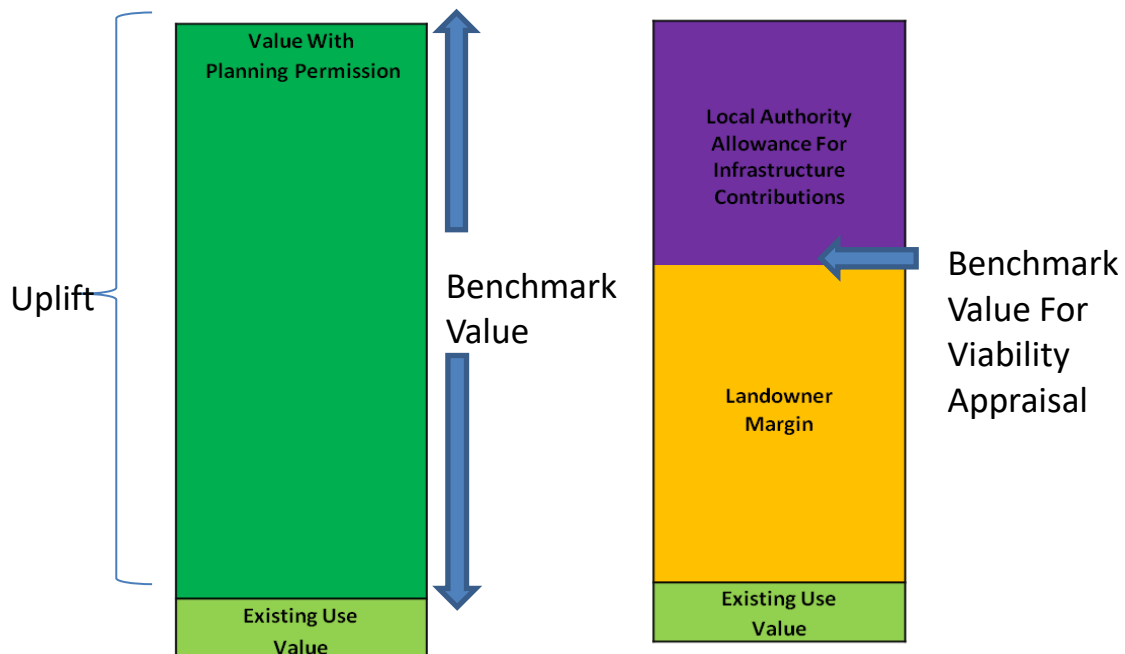 Value With
Planning Permission
Uplift
Benchmark
Value
Existing Use
Value
Local Authority
Allowance For
Infrastructure
Contributions
Landowner
Margin
Existing Use
Value
Benchmark
Value For
Viability
Appraisal